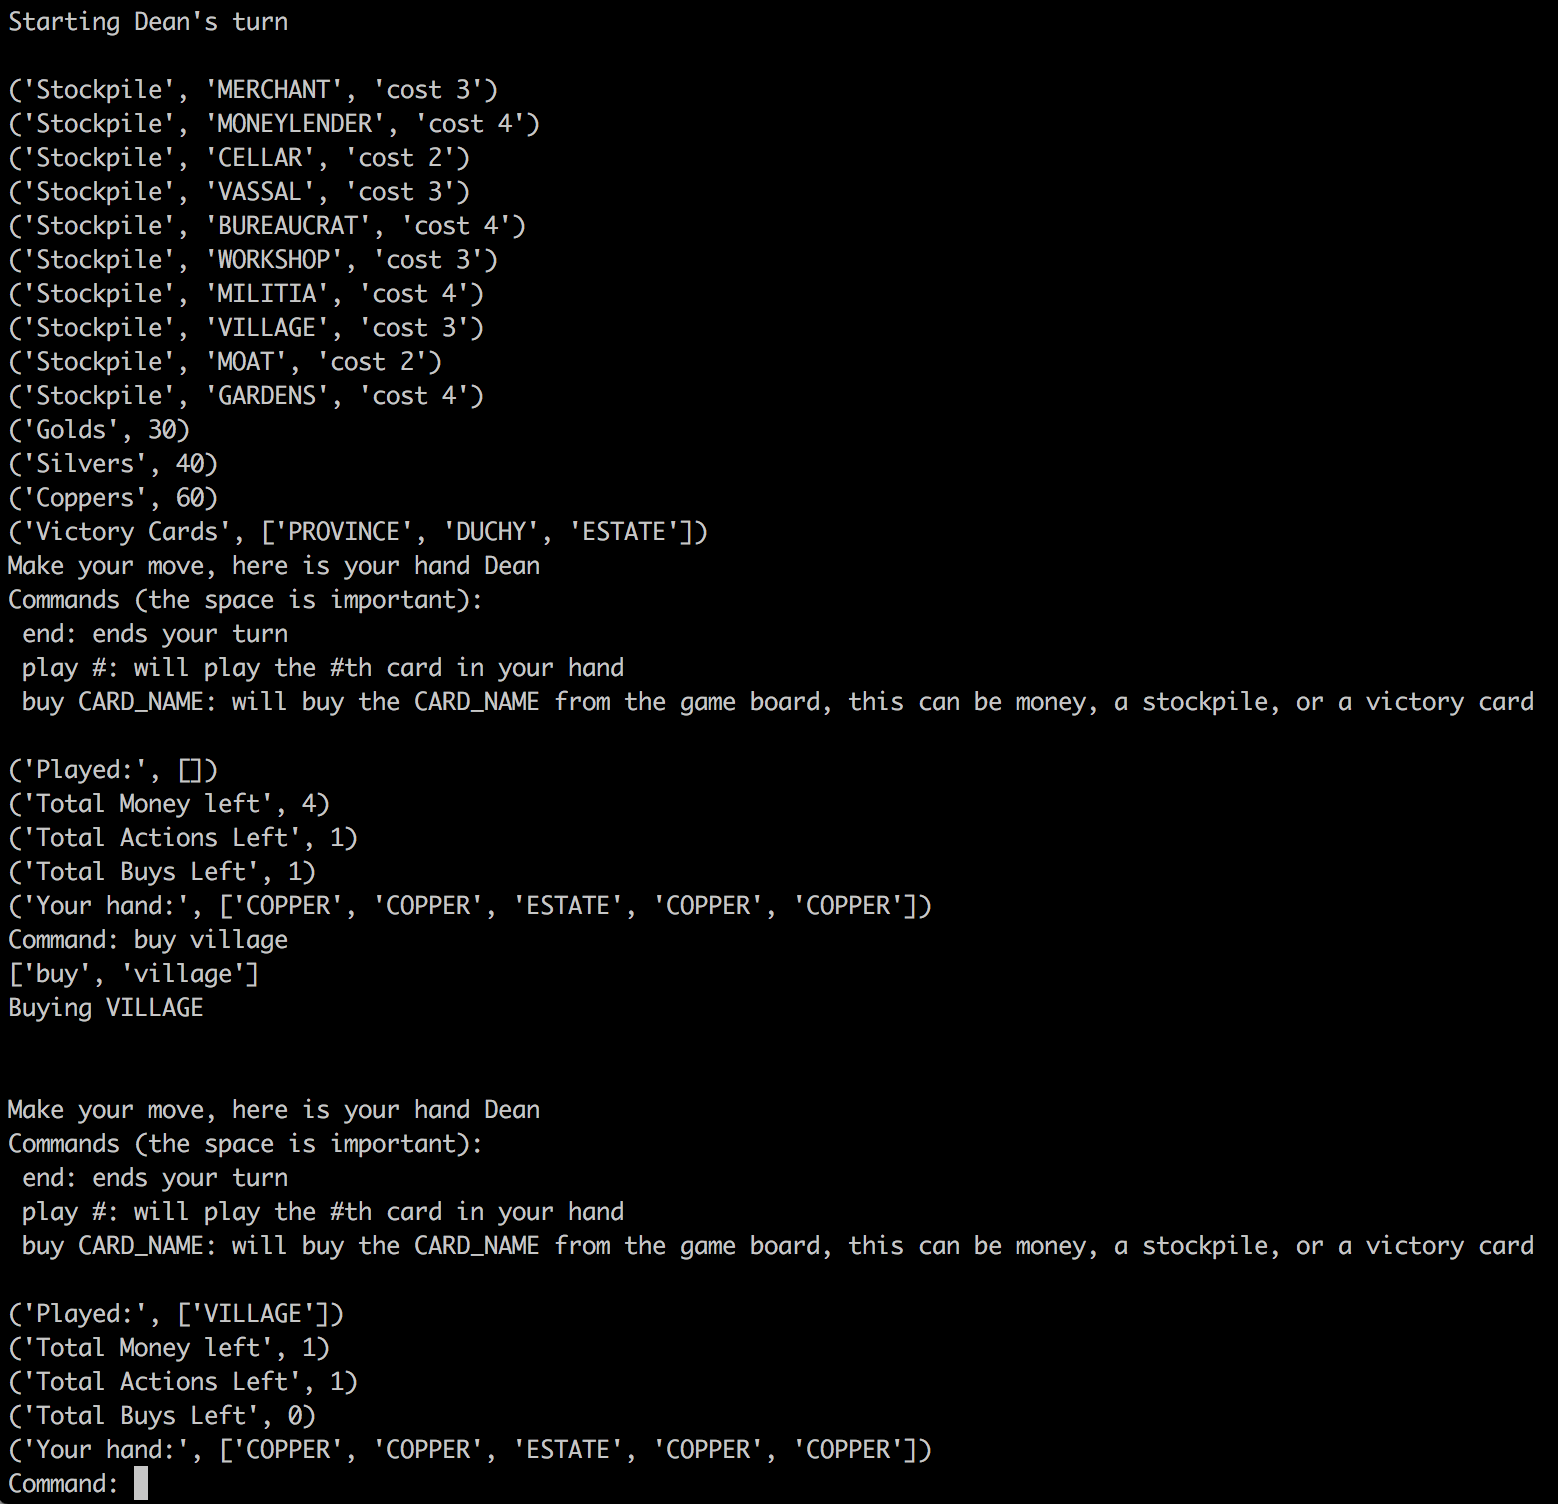 Starting Dean's turn
('Stockpile', 'MERCHANT', 'cost 3')
('Stockpile', 'MONEYLENDER', 'cost 4')
('Stockpile', 'CELLAR', 'cost 2')
('Stockpile', 'VASSAL', 'cost 3')
('Stockpile', 'BUREAUCRAT', 'cost 4')
('Stockpile', 'WORKSHOP', 'cost 3')
('Stockpile', 'MILITIA', 'cost 4')
('Stockpile', 'VILLAGE', 'cost 3')
('Stockpile', 'MOAT', 'cost 2')
('Stockpile', 'GARDENS', 'cost 4')
('Golds', 30)
('Silvers', 40)
('Coppers', 60)
('Victory Cards', ['PROVINCE', 'DUCHY', 'ESTATE'])
Make your move, here is your hand Dean
Commands (the space is important):
 end: ends your turn
 play #: will play the #th card in your hand
 buy CARD_NAME: will buy the CARD_NAME from the game board, this can be money, a stockpile, or a victory card
('Played:', [])
('Total Money left', 4)
('Total Actions Left', 1)
('Total Buys Left', 1)
('Your hand:', ['COPPER', 'COPPER', 'ESTATE', 'COPPER', 'COPPER'])
Command: buy village
['buy', 'village']
Buying VILLAGE
Make your move, here is your hand Dean
Commands (the space is important):
 end: ends your turn
 play #: will play the #th card in your hand
 buy CARD_NAME: will buy the CARD_NAME from the game board, this can be money, a stockpile, or a victory card
('Played:', ['VILLAGE'])
('Total Money left', 1)
('Total Actions Left', 1)
('Total Buys Left', 0)
('Your hand:', ['COPPER', 'COPPER', 'ESTATE', 'COPPER', 'COPPER'])
Command: